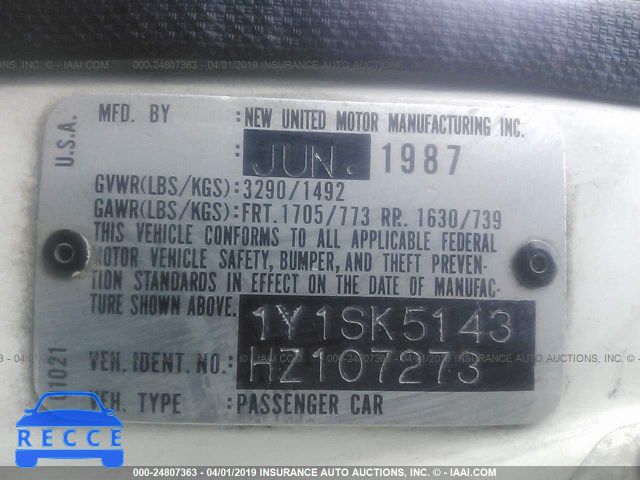 000-24807363 - 04/01/2019 INSURANCE AUTO AUCTIONS, INC. - © IAAI.COM
U.S.A.
MFD. BY : NEW UNITED MOTOR MANUFACTURING INC.
: JUN. 1987
GVWR(LBS/KGS) : 3290/1492
GAWR(LBS/KGS) : FRT. 1705/773 RR. 1630/739
THIS VEHICLE CONFORMS TO ALL APPLICABLE FEDERAL
MOTOR VEHICLE SAFETY, BUMPER, AND THEFT PREVEN-
TION STANDARDS IN EFFECT ON THE DATE OF MANUFAC-
TURE SHOWN ABOVE.
1Y1SK5143
VEH. IDENT. NO. : HZ107273
VEH. TYPE : PASSENGER CAR
01021
RECCE
000-24807363 - 04/01/2019 INSURANCE AUTO AUCTIONS, INC. - © IAAI.COM